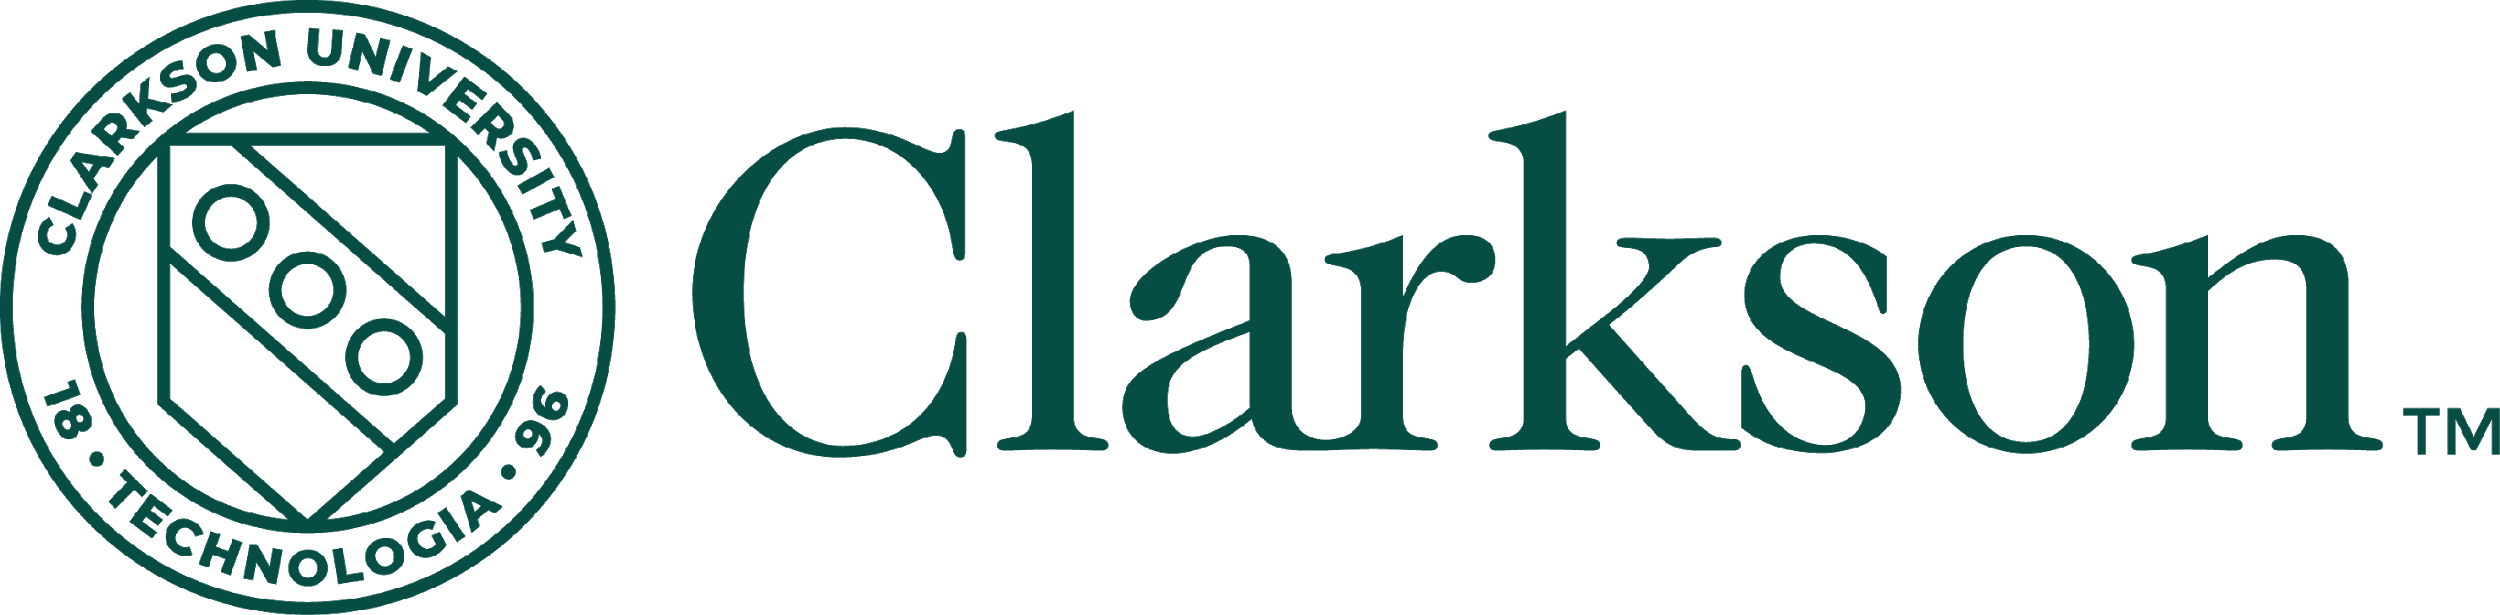 CLARKSON UNIVERSITY
18 • TECHNOLOGIA • 96
Clarkson™